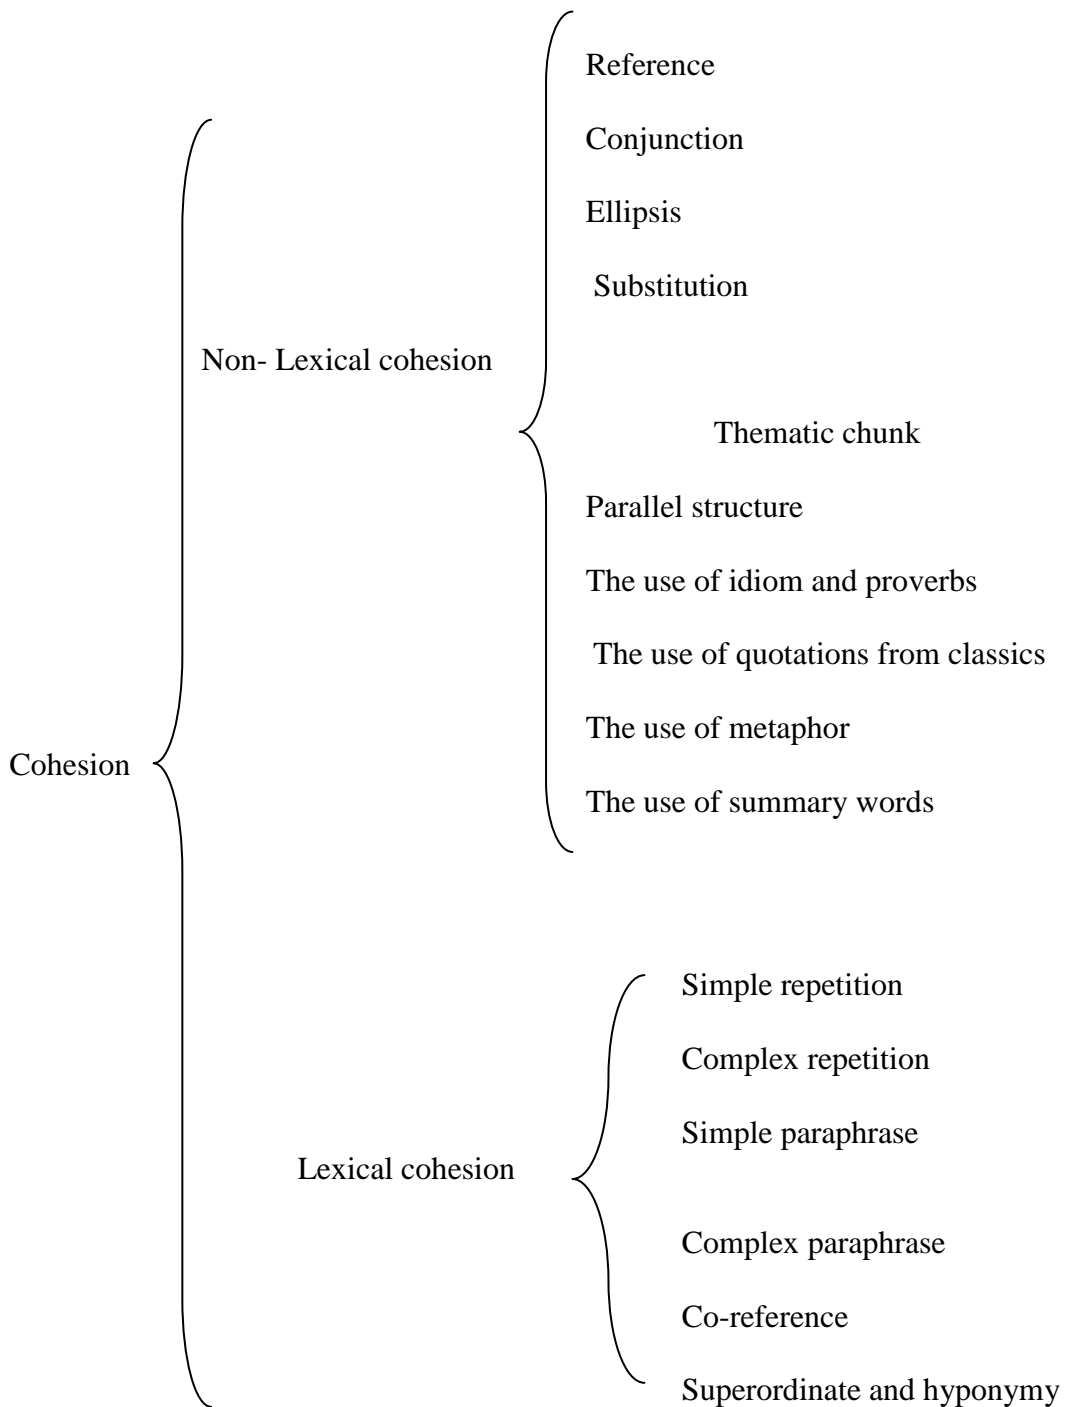 Reference
Conjunction
Ellipsis
Substitution
Non- Lexical cohesion
Thematic chunk
Parallel structure
The use of idiom and proverbs
The use of quotations from classics
The use of metaphor
Cohesion
The use of summary words
Simple repetition
Complex repetition
Simple paraphrase
Lexical cohesion
Complex paraphrase
Co-reference
Superordinate and hyponymy